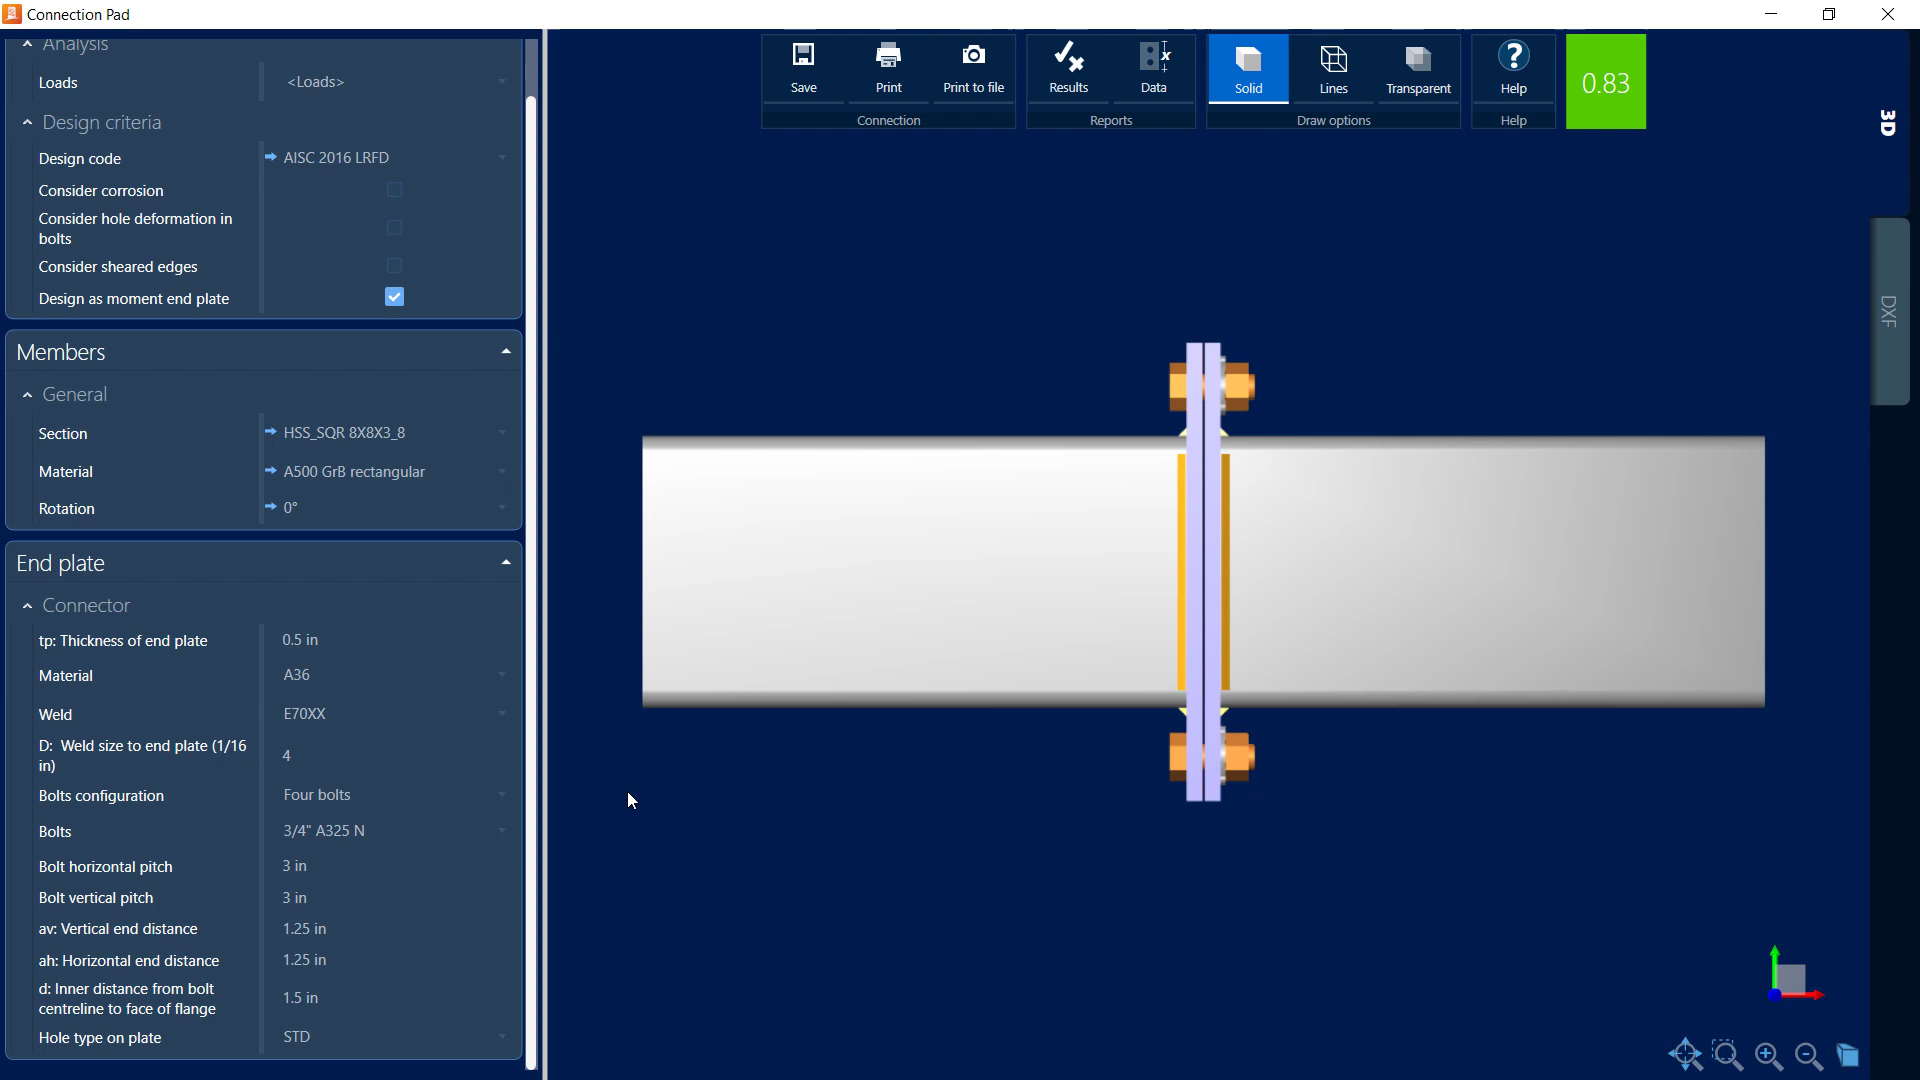 Connection Pad
Analysis
Loads <Loads>
Design criteria
Design code AISC 2016 LRFD
Consider corrosion
Consider hole deformation in
bolts
Consider sheared edges
Design as moment end plate
Members
General
Section HSS_SQR 8X8X3_8
Material A500 GrB rectangular
Rotation 0°
End plate
Connector
tp: Thickness of end plate 0.5 in
Material A36
Weld E70XX
D: Weld size to end plate (1/16
in) 4
Bolts configuration Four bolts
Bolts 3/4" A325 N
Bolt horizontal pitch 3 in
Bolt vertical pitch 3 in
av: Vertical end distance 1.25 in
ah: Horizontal end distance 1.25 in
d: Inner distance from bolt
centreline to face of flange 1.5 in
Hole type on plate STD
Save Print Print to file
Connection
Results Data
Reports
Solid Lines Transparent
Draw options
Help
Help
0.83
3D
DXF